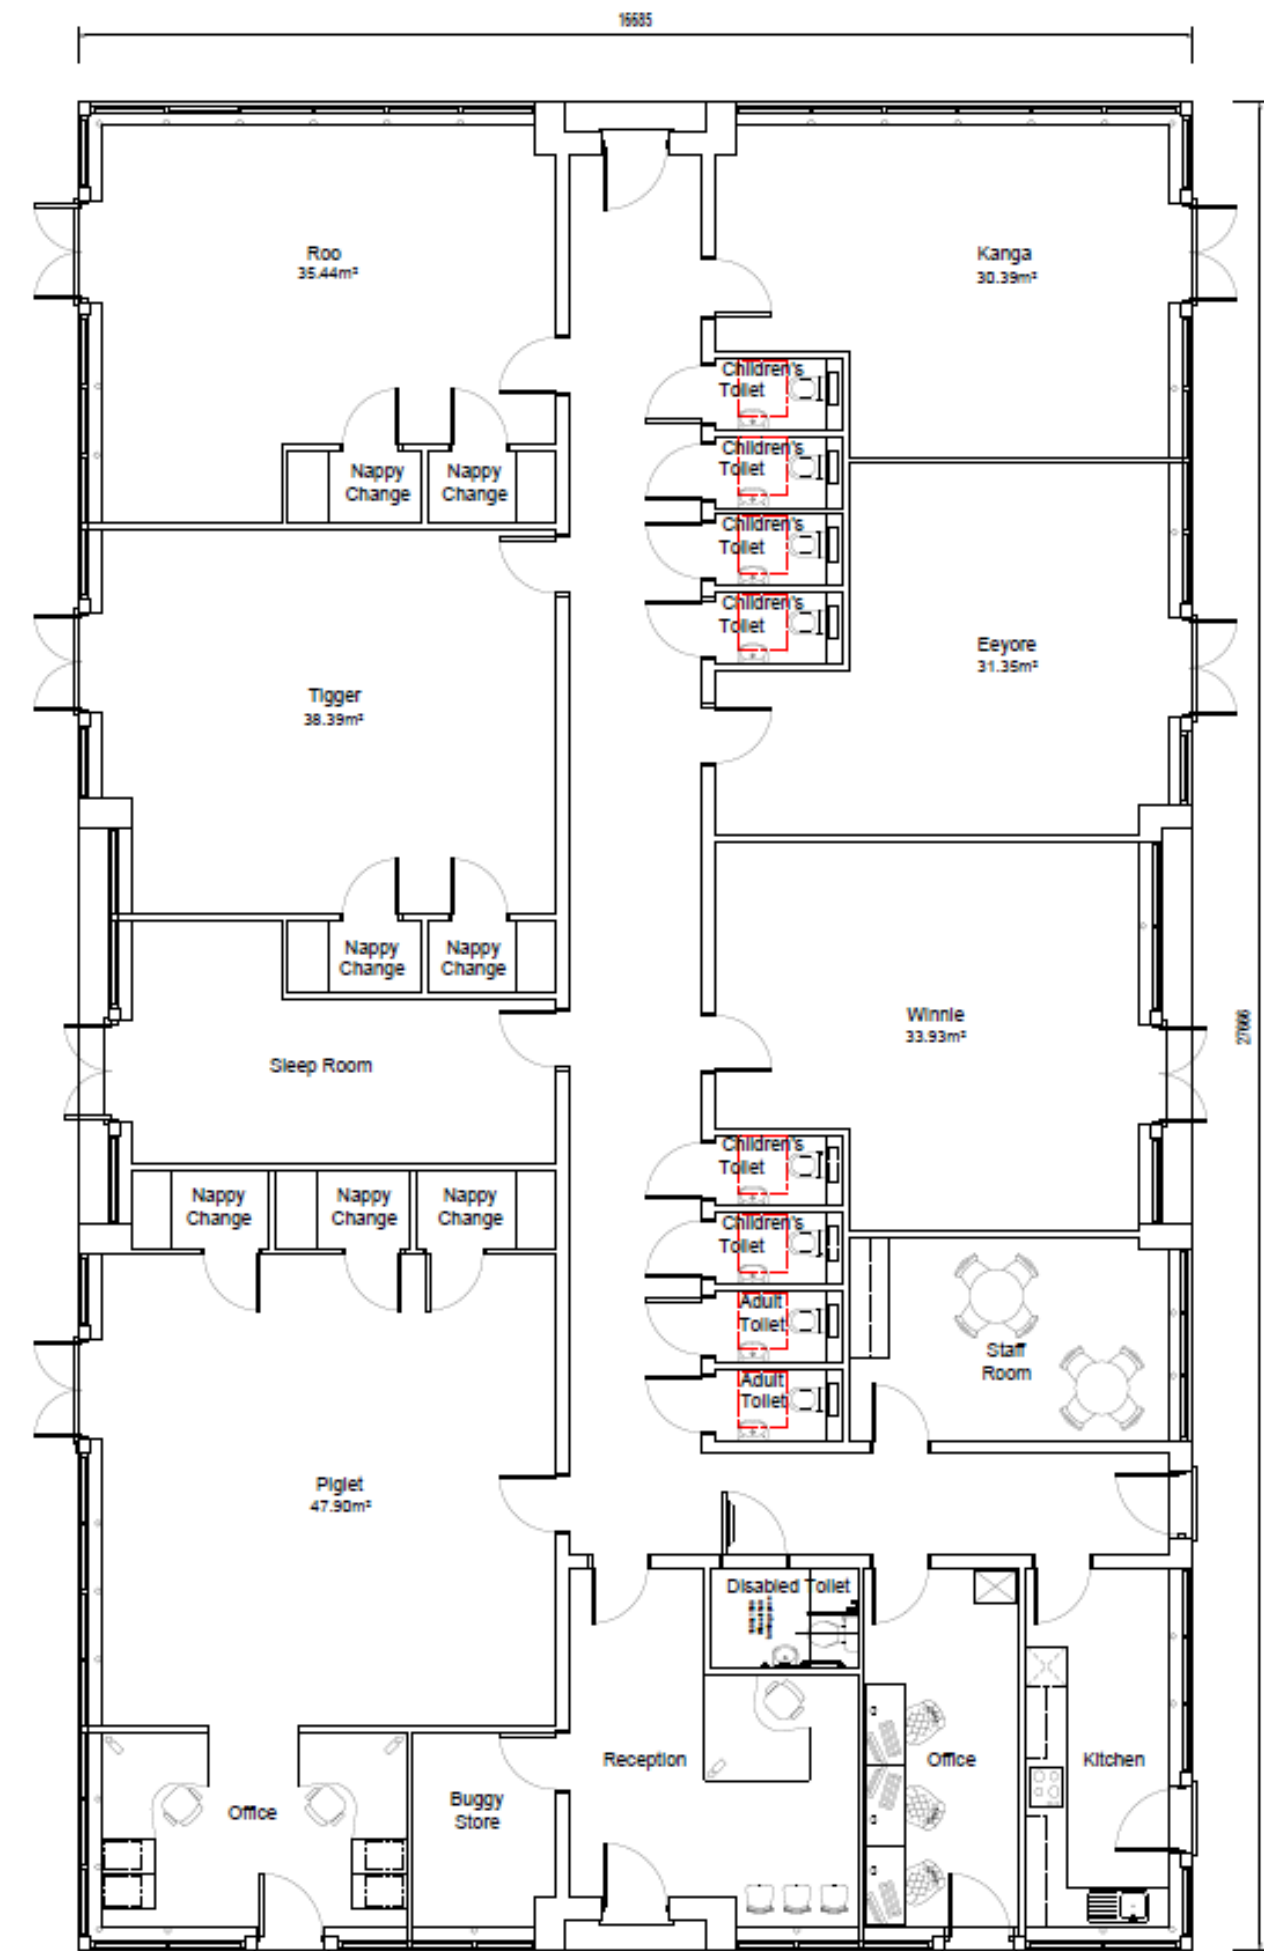 16685
Roo
35.44m²
Kanga
30.39m²
Children's
Toilet
Nappy
Change
Nappy
Change
Children's
Toilet
Children's
Toilet
Children's
Toilet
Eeyore
31.35m²
Tigger
38.39m²
Nappy
Change
Nappy
Change
Winnie
33.93m²
27666
Sleep Room
Children's
Toilet
Nappy
Change
Nappy
Change
Nappy
Change
Children's
Toilet
Adult
Toilet
Staff
Room
Adult
Toilet
Piglet
47.90m²
Disabled Toilet
Reception
Office
Kitchen
Office
Buggy
Store